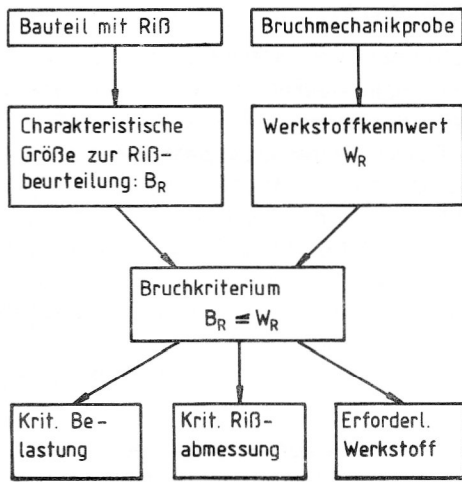 Bauteil mit Riß
Bruchmechanikprobe
Charakteristische
Größe zur Riß-
beurteilung: B_R
Werkstoffkennwert
W_R
Bruchkriterium
B_R ≦ W_R
Krit. Be-
lastung
Krit. Riß-
abmessung
Erforderl.
Werkstoff